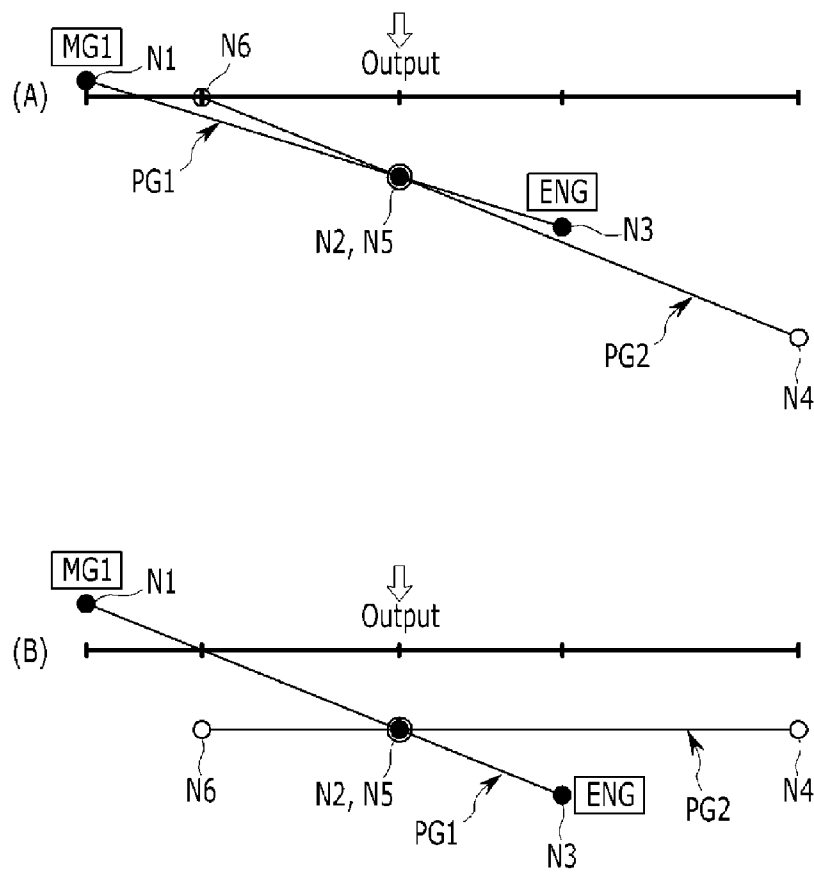 MG1
N1
N6
Output
(A)
PG1
ENG
N2, N5
N3
PG2
N4
MG1
N1
Output
(B)
N6
N2, N5
PG1
ENG
PG2
N4
N3